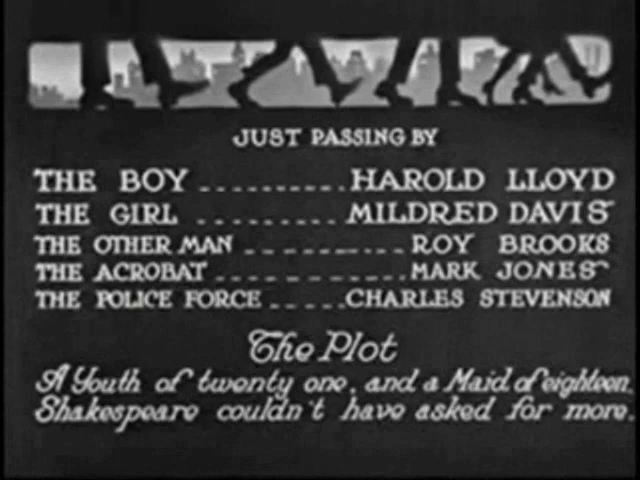 JUST PASSING BY
THE BOY ---------- HAROLD LLOYD
THE GIRL --------- MILDRED DAVIS
THE OTHER MAN ---------- ROY BROOKS
THE ACROBAT ------------ MARK JONES
THE POLICE FORCE ----- CHARLES STEVENSON
The Plot
A Youth of twenty one, and a Maid of eighteen.
Shakespeare couldn't have asked for more.